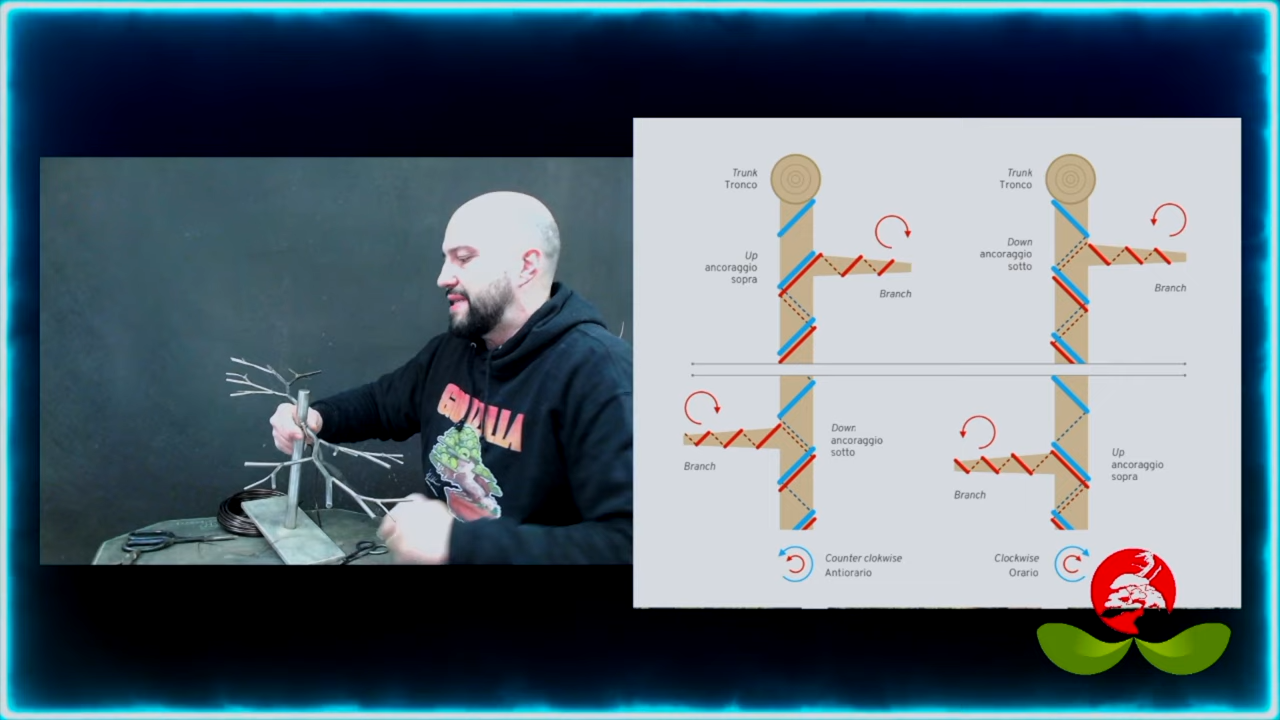 Trunk
Tronco
Up
ancoraggio
sopra
Branch
Trunk
Tronco
Down
ancoraggio
sotto
Branch
Branch
Down
ancoraggio
sotto
Branch
Up
ancoraggio
sopra
Counter clokwise
Antiorario
Clockwise
Orario